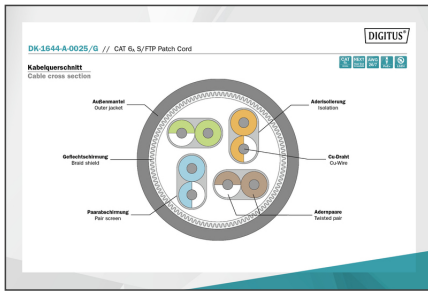 DIGITUS®
DK-1644-A-0025/G // CAT 6A S/FTP Patch Cord
Kabelquerschnitt
Cable cross section
Außenmantel
Outer jacket
Aderisolierung
Isolation
Geflechtschirmung
Braid shield
Cu-Draht
Cu-Wire
Paarabschirmung
Pair screen
Adernpaare
Twisted pair